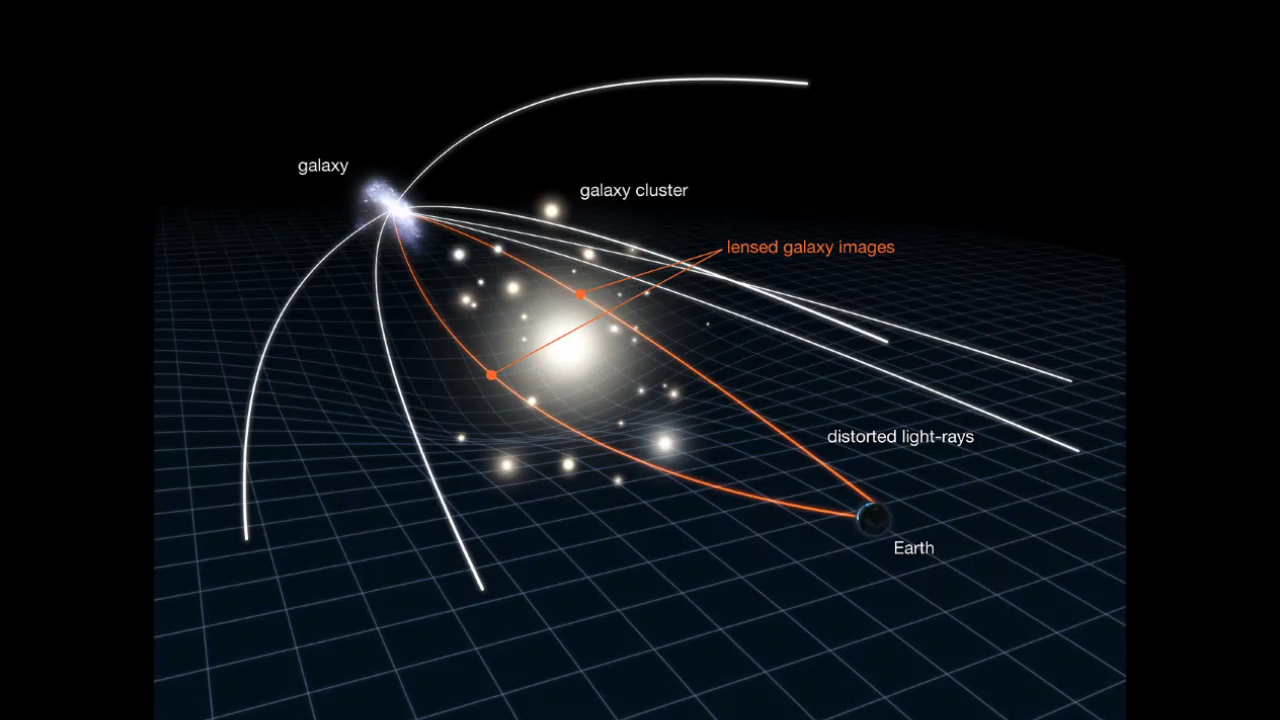 galaxy
galaxy cluster
lensed galaxy images
distorted light-rays
Earth